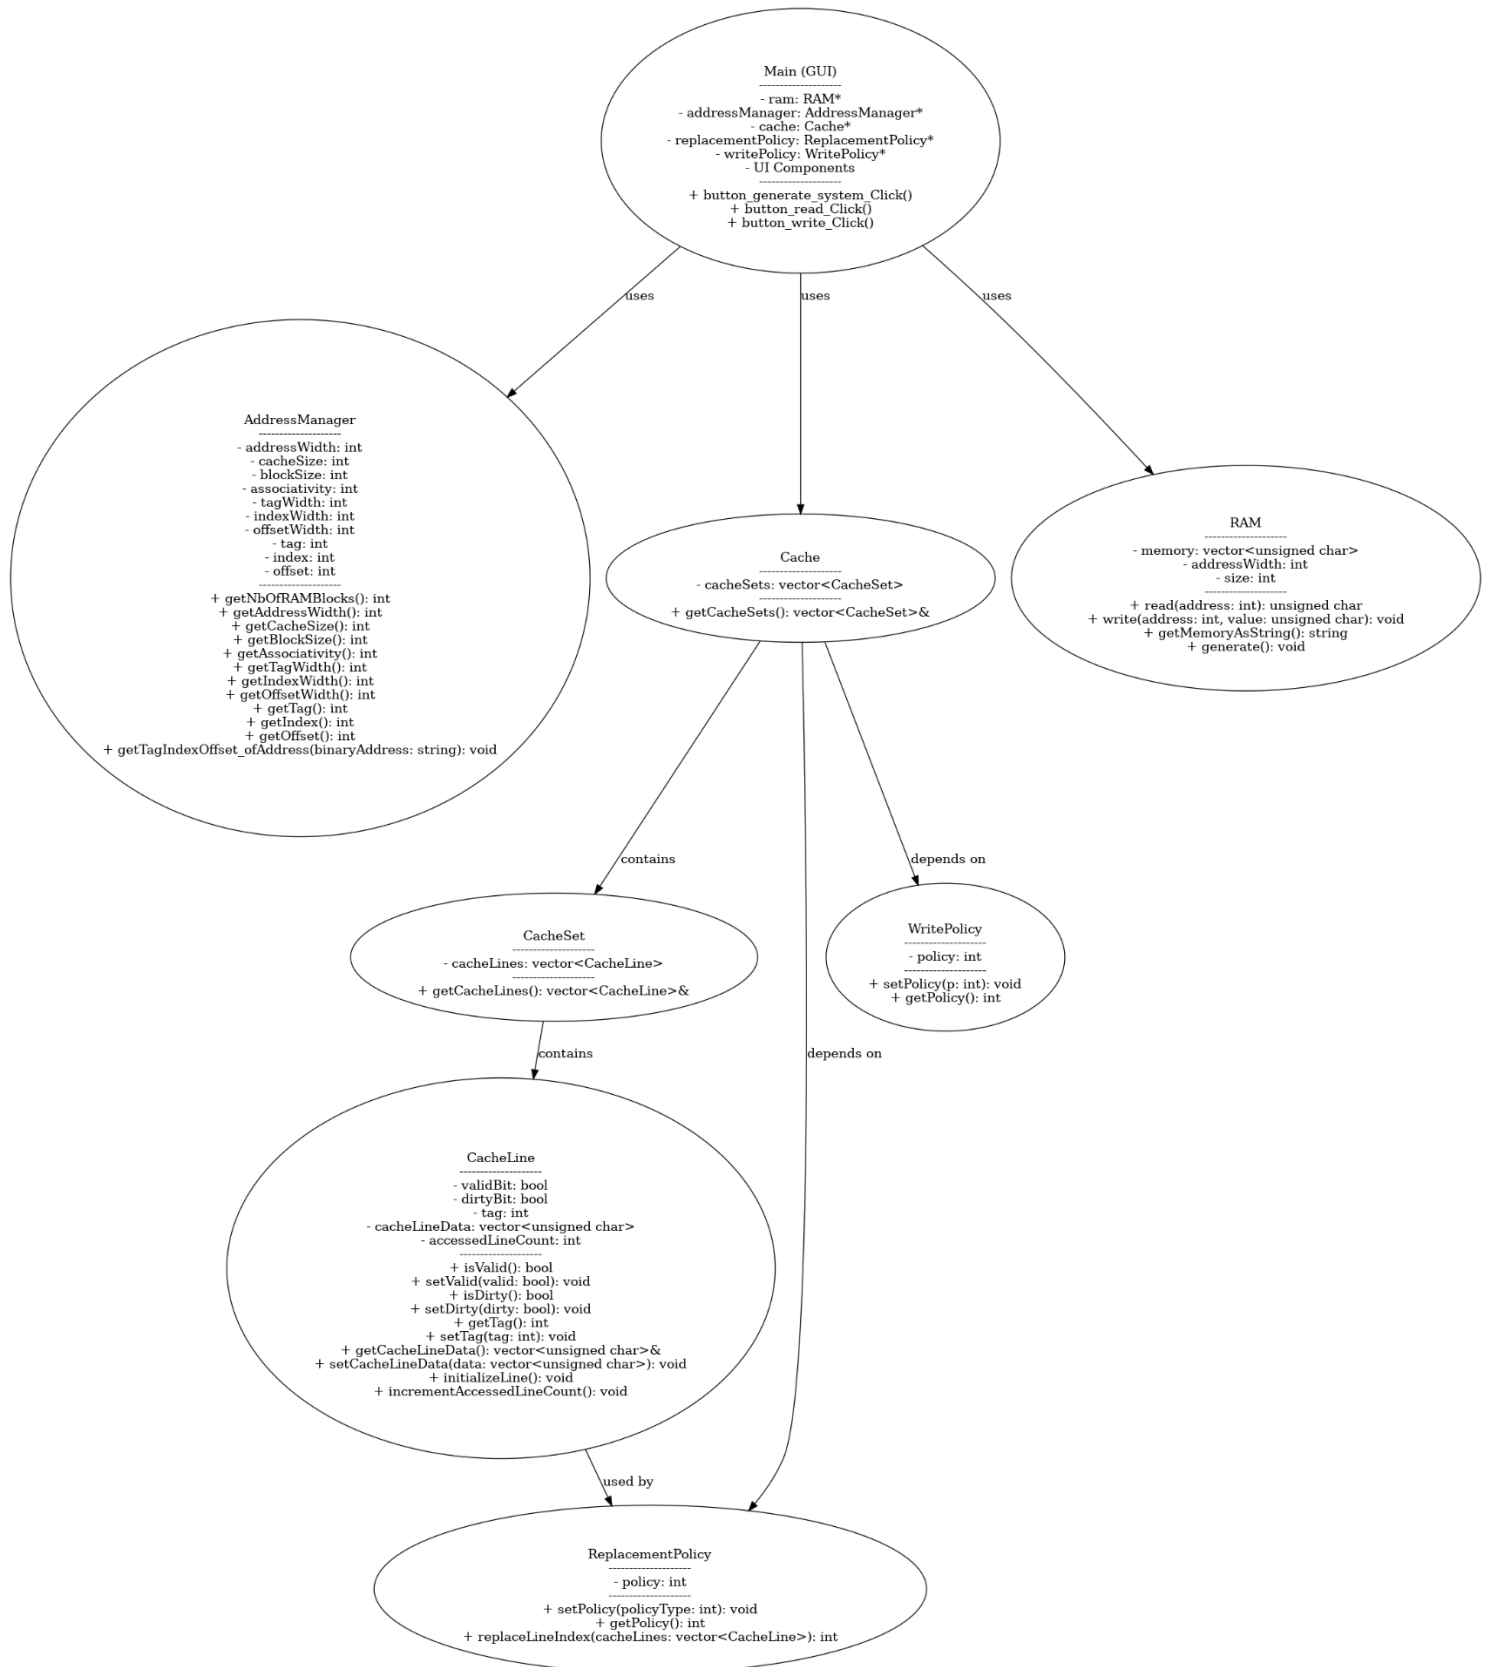 Main (GUI)
--------------------
- ram: RAM*
- addressManager: AddressManager*
- cache: Cache*
- replacementPolicy: ReplacementPolicy*
- writePolicy: WritePolicy*
- UI Components
--------------------
+ button_generate_system_Click()
+ button_read_Click()
+ button_write_Click()
uses
uses
uses
AddressManager
--------------------
- addressWidth: int
- cacheSize: int
- blockSize: int
- associativity: int
- tagWidth: int
- indexWidth: int
- offsetWidth: int
- tag: int
- index: int
- offset: int
--------------------
+ getNbOfRAMBlocks(): int
+ getAddressWidth(): int
+ getCacheSize(): int
+ getBlockSize(): int
+ getAssociativity(): int
+ getTagWidth(): int
+ getIndexWidth(): int
+ getOffsetWidth(): int
+ getTag(): int
+ getIndex(): int
+ getOffset(): int
+ getTagIndexOffset_ofAddress(binaryAddress: string): void
Cache
--------------------
- cacheSets: vector<CacheSet>
--------------------
+ getCacheSets(): vector<CacheSet>&
RAM
--------------------
- memory: vector<unsigned char>
- addressWidth: int
- size: int
--------------------
+ read(address: int): unsigned char
+ write(address: int, value: unsigned char): void
+ getMemoryAsString(): string
+ generate(): void
contains
depends on
CacheSet
--------------------
- cacheLines: vector<CacheLine>
--------------------
+ getCacheLines(): vector<CacheLine>&
WritePolicy
--------------------
- policy: int
--------------------
+ setPolicy(p: int): void
+ getPolicy(): int
contains
depends on
CacheLine
--------------------
- validBit: bool
- dirtyBit: bool
- tag: int
- cacheLineData: vector<unsigned char>
- accessedLineCount: int
--------------------
+ isValid(): bool
+ setValid(valid: bool): void
+ isDirty(): bool
+ setDirty(dirty: bool): void
+ getTag(): int
+ setTag(tag: int): void
+ getCacheLineData(): vector<unsigned char>&
+ setCacheLineData(data: vector<unsigned char>): void
+ initializeLine(): void
+ incrementAccessedLineCount(): void
used by
ReplacementPolicy
--------------------
- policy: int
--------------------
+ setPolicy(policyType: int): void
+ getPolicy(): int
+ replaceLineIndex(cacheLines: vector<CacheLine>): int